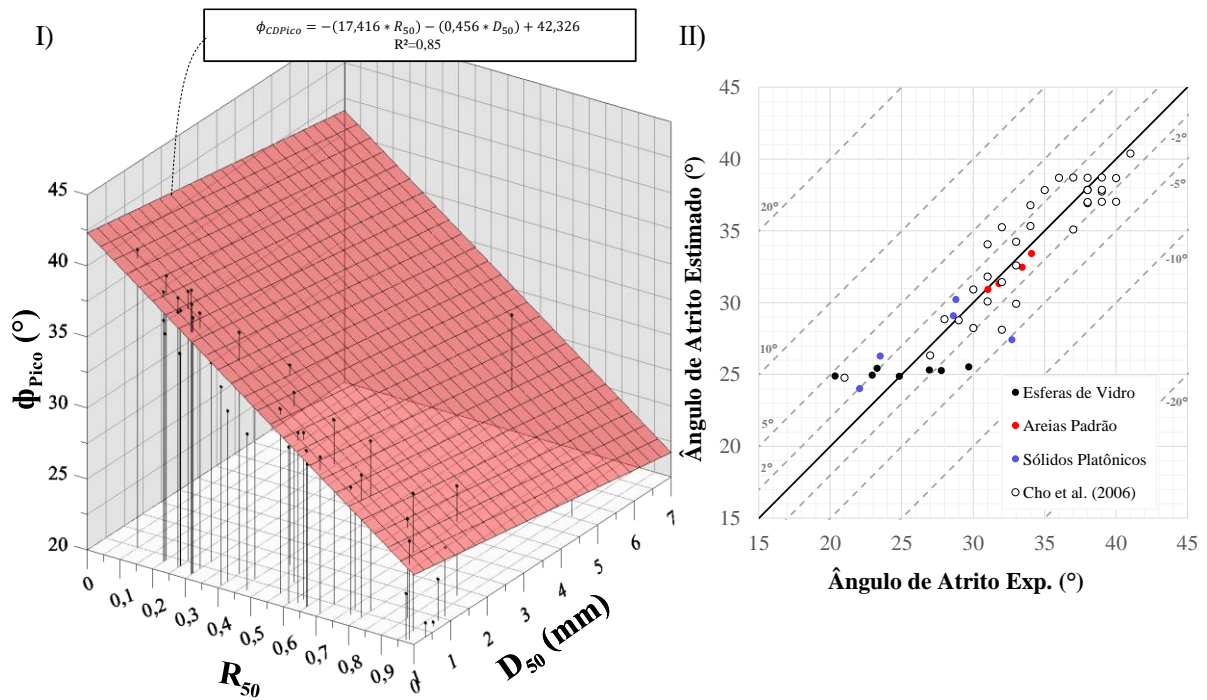 I)
ϕCDPico = −(17,416 * R50) − (0,456 * D50) + 42,326
R²=0,85
45
40
35
30
25
20
ϕPico (°)
0
0,1
0,2
0,3
0,4
0,5
0,6
0,7
0,8
0,9
1
R50
0
1
2
3
4
5
6
7
D50 (mm)
II)
45
40
35
30
25
20
15
Ângulo de Atrito Estimado (°)
20°
10°
5°
2°
-2°
-5°
-10°
-20°
Esferas de Vidro
Areias Padrão
Sólidos Platônicos
Cho et al. (2006)
15 20 25 30 35 40 45
Ângulo de Atrito Exp. (°)